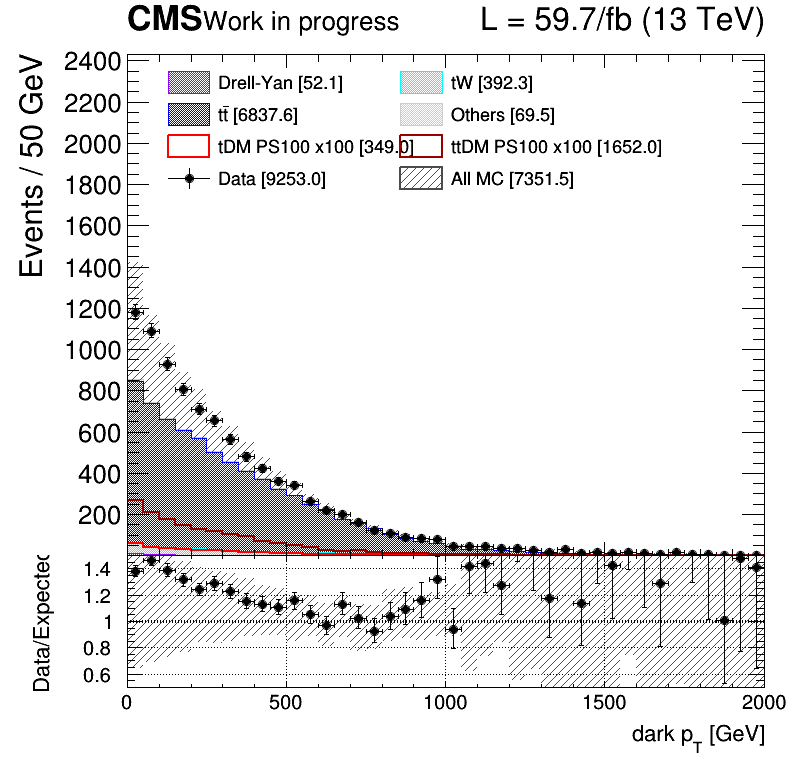 CMS Work in progress L = 59.7/fb (13 TeV)
Events / 50 GeV
2400
2200
2000
1800
1600
1400
1200
1000
800
600
400
200
Drell-Yan [52.1] tW [392.3]
tt̄ [6837.6] Others [69.5]
tDM PS100 x100 [349.0] ttDM PS100 x100 [1652.0]
Data [9253.0] All MC [7351.5]
Data/Expected
1.4
1.2
1
0.6
0.8
0 500 1000 1500 2000
dark pT [GeV]